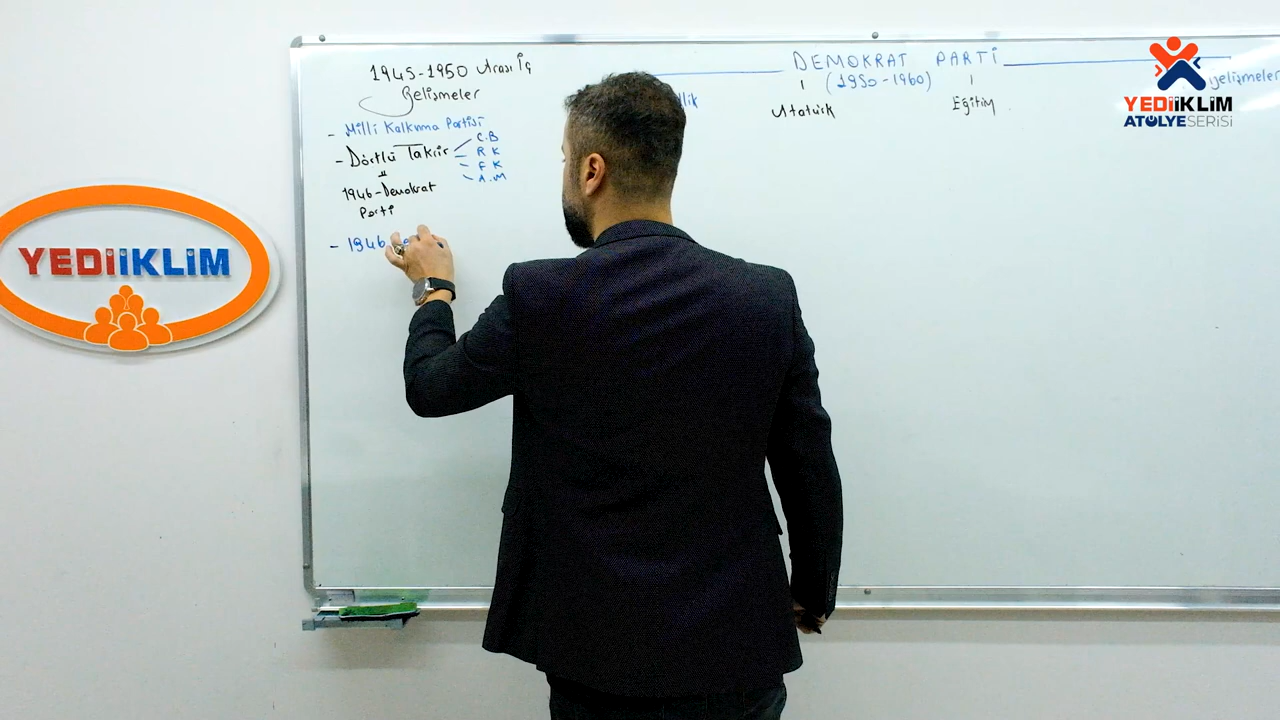 1945-1950 Arası İç
Gelişmeler
- Milli Kalkınma Partisi
- Dörtlü Takrir
C.B
R K
F K
A.M
1946-Demokrat
Parti
- 1946
DEMOKRAT PARTİ
(1950-1960)
lik
Atatürk
Eğitim
gelişmeler
YEDİİKLİM
ATÖLYE SERİSİ
YEDİİKLİM